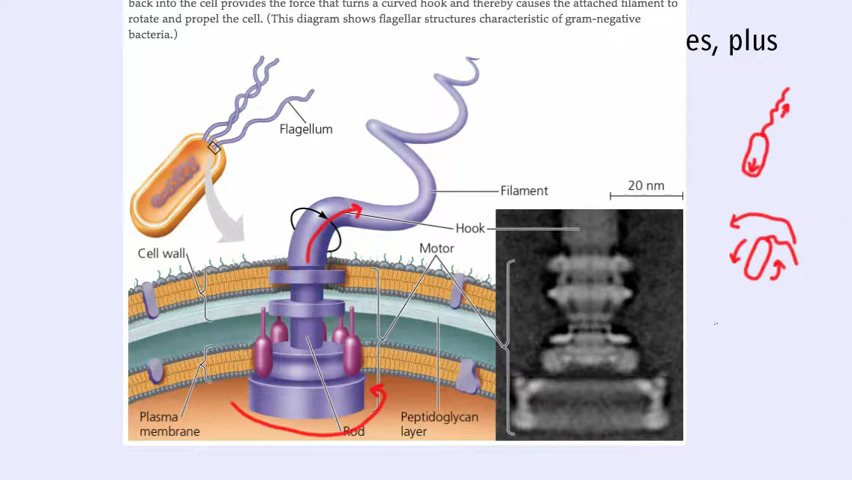 back into the cell provides the force that turns a curved hook and thereby causes the attached filament to
rotate and propel the cell. (This diagram shows flagellar structures characteristic of gram-negative
bacteria.)
es, plus
Flagellum
Filament
20 nm
Hook
Cell wall
Motor
Plasma
membrane
Rod
Peptidoglycan
layer